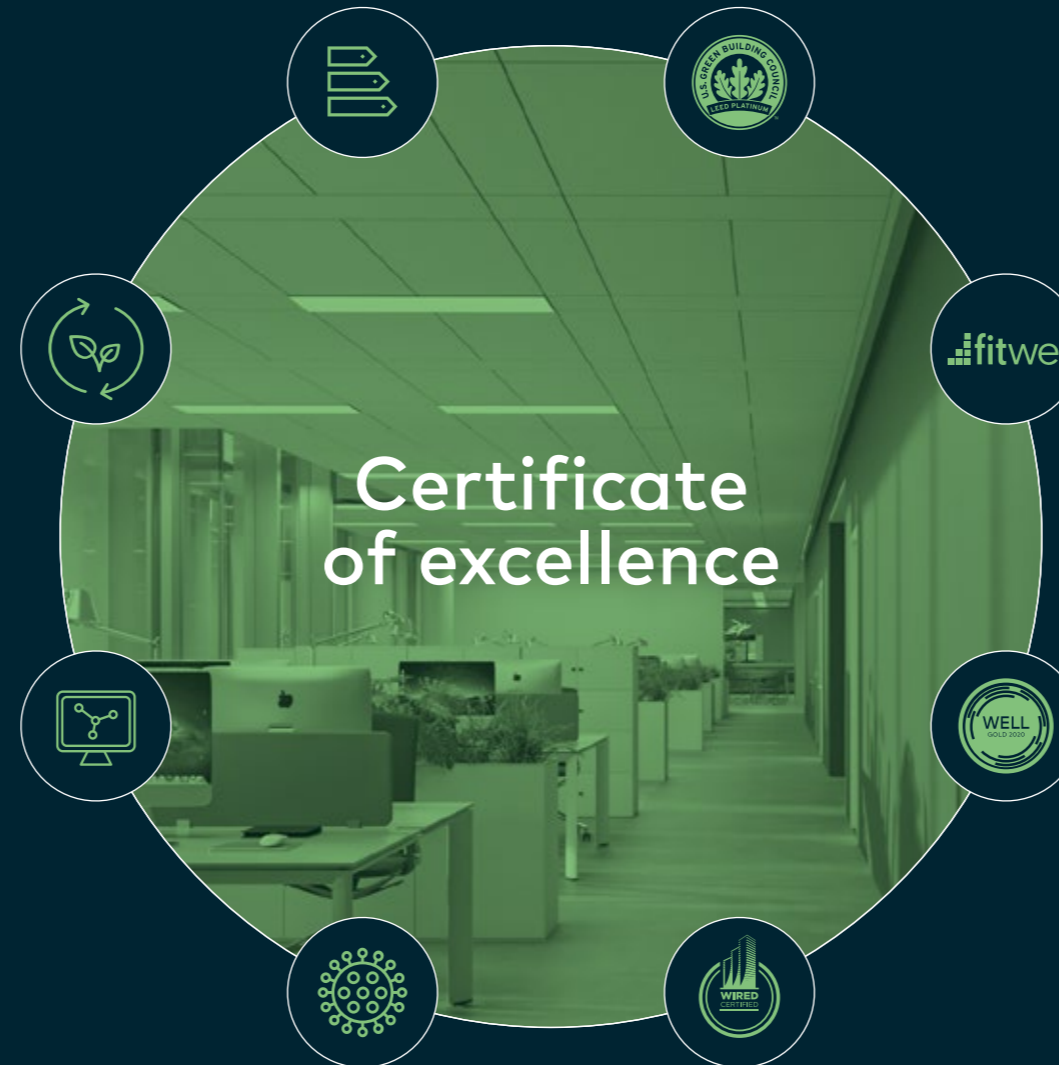 U.S. GREEN BUILDING COUNCIL
LEED PLATINUM
fitwe
Certificate
of excellence
WELL
GOLD 2020
WIRED
CERTIFIED